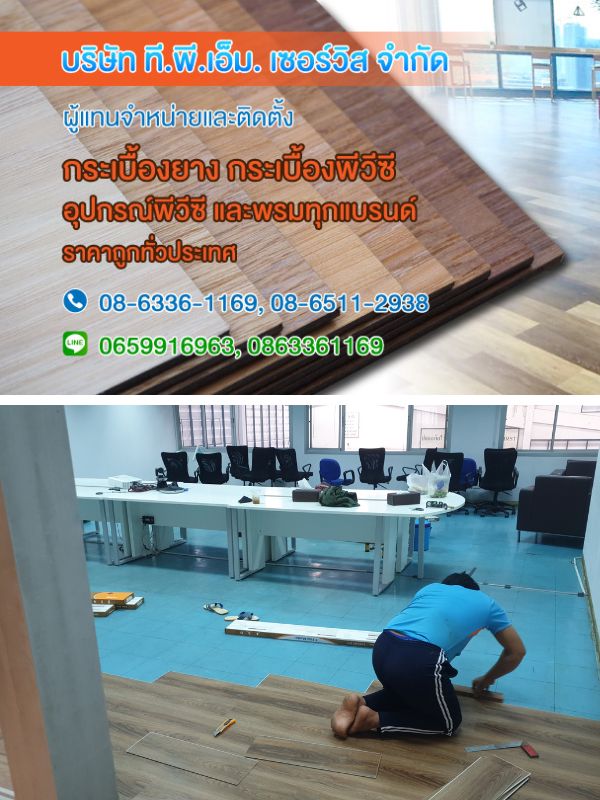 บริษัท ที.พี.เอ็ม. เซอร์วิส จำกัด
ผู้แทนจำหน่ายและติดตั้ง
กระเบื้องยาง กระเบื้องพีวีซี
อุปกรณ์พีวีซี และพรมทุกแบรนด์
ราคาถูกทั่วประเทศ
08-6336-1169, 08-6511-2938
LINE 0659916963, 0863361169